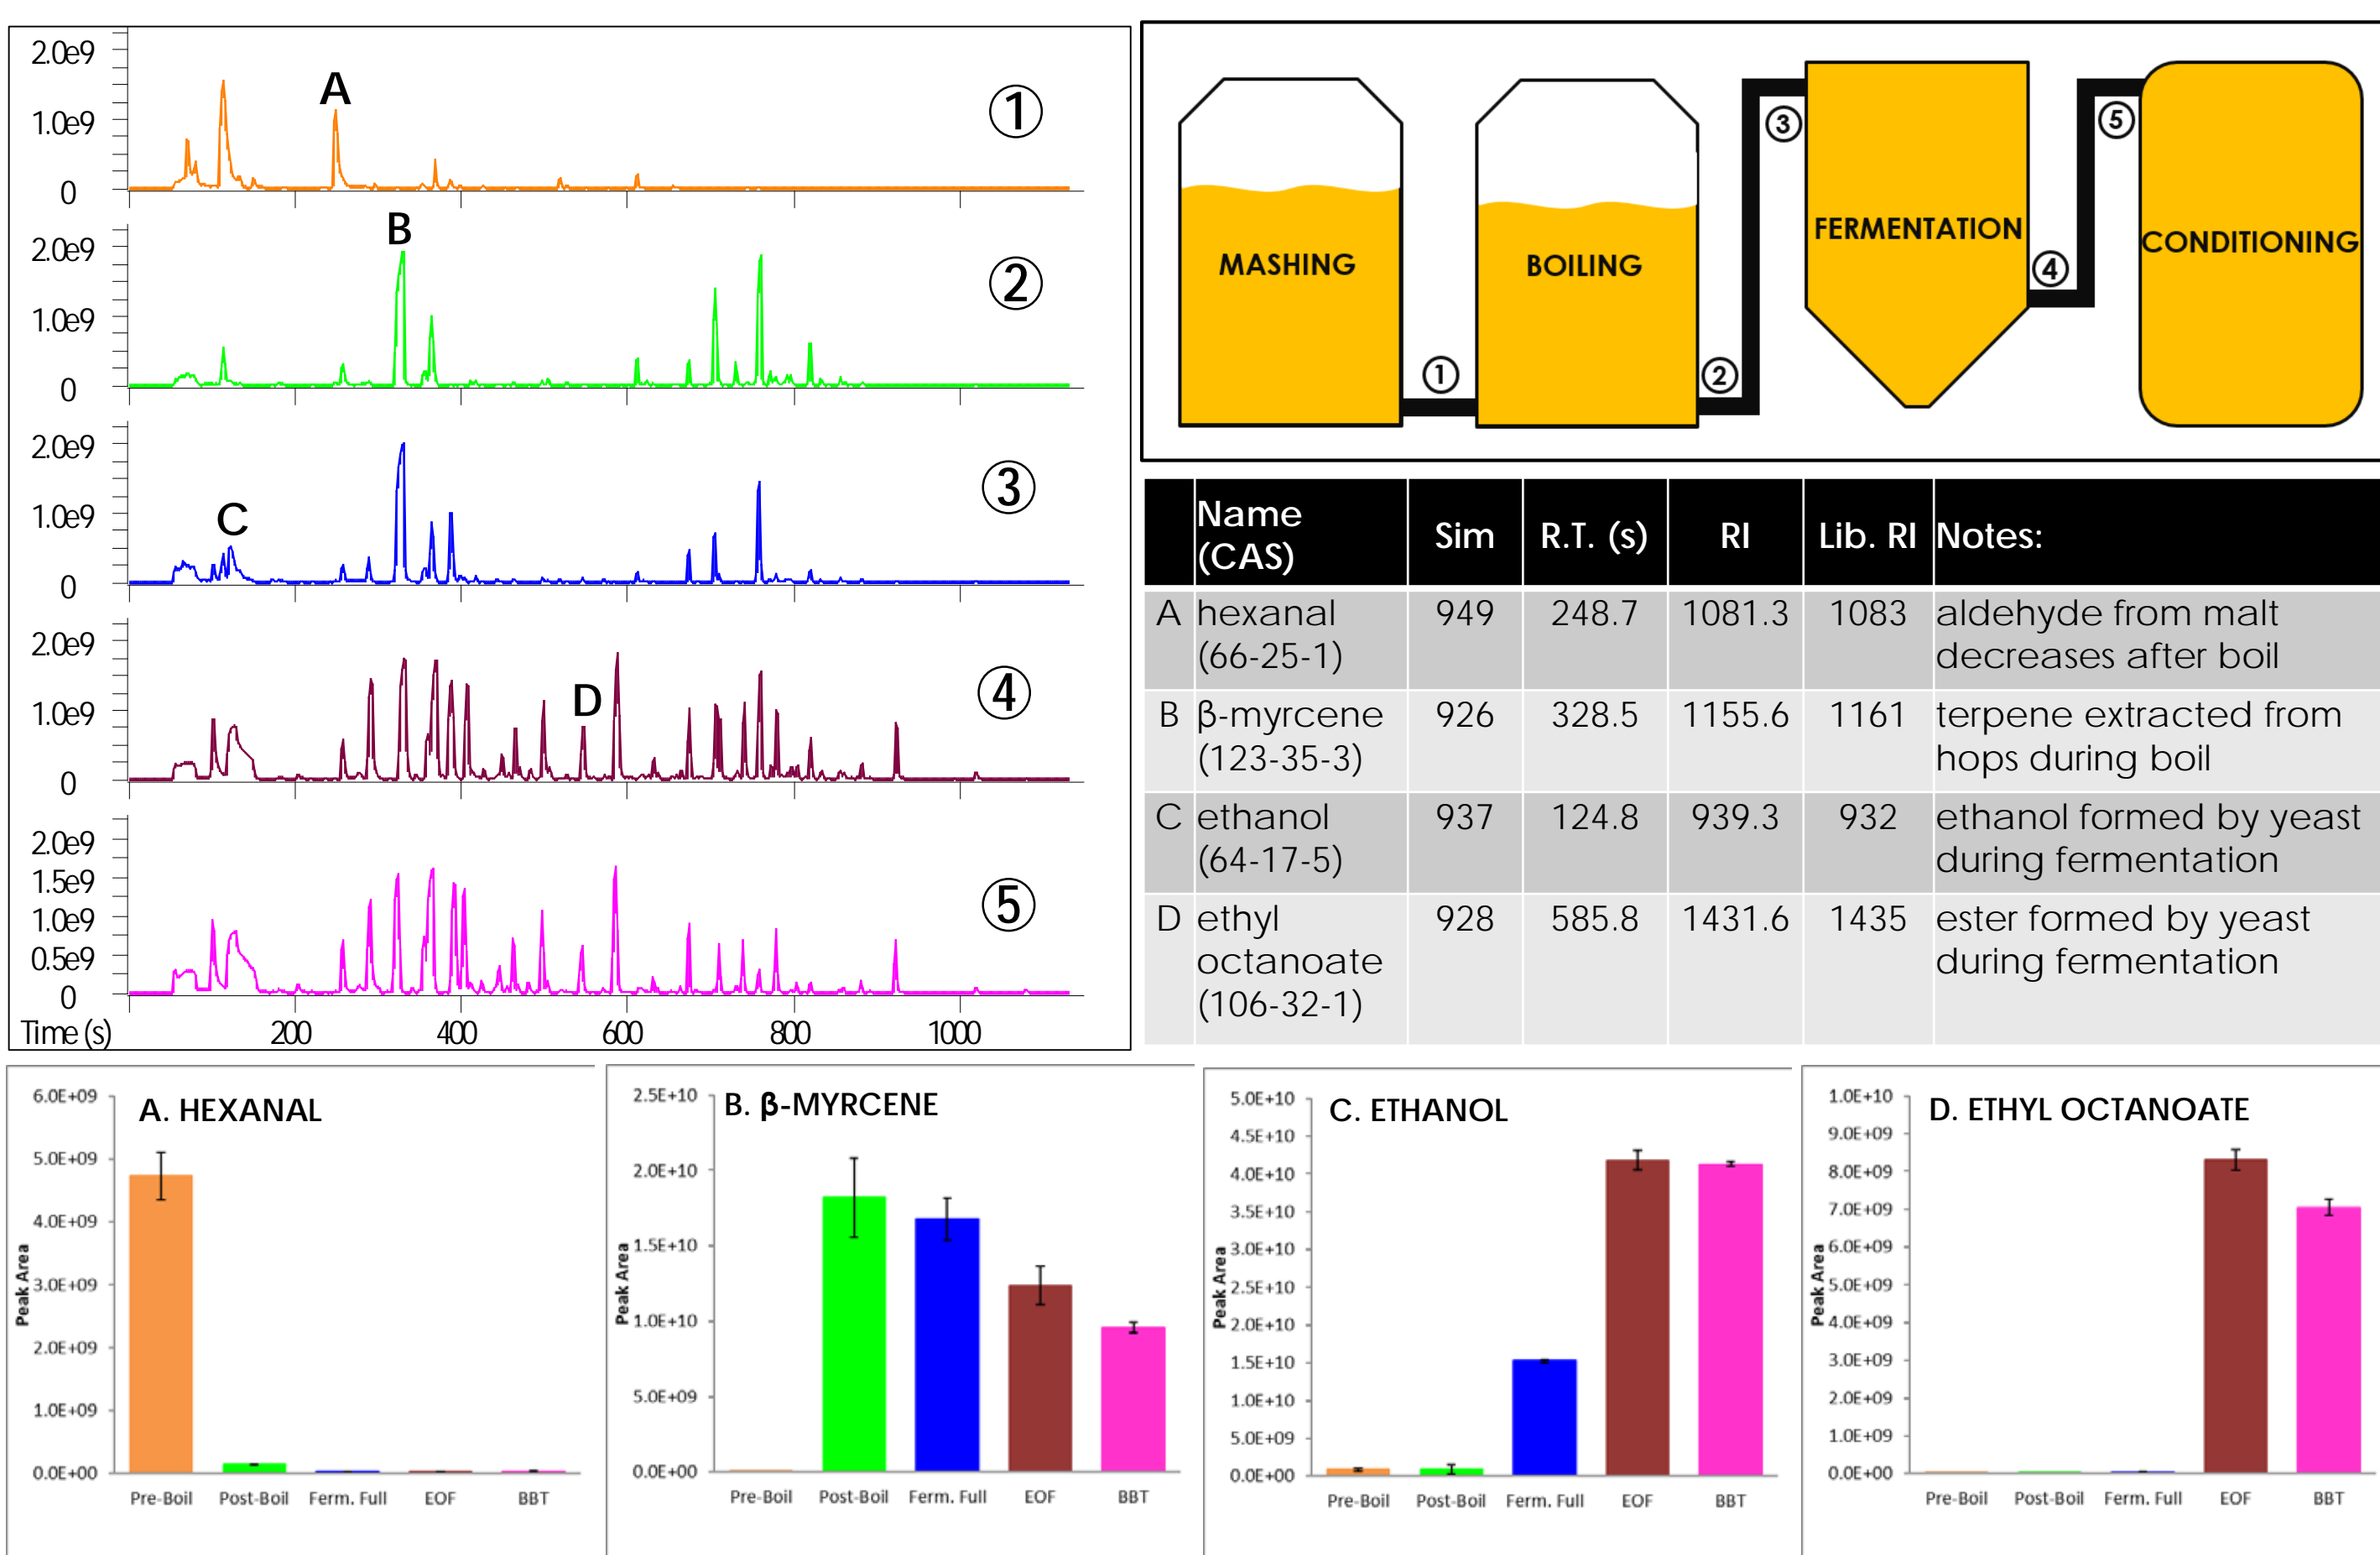 2.0e9
1.0e9
0
A
①
2.0e9
1.0e9
0
B
②
2.0e9
1.0e9
0
C
③
2.0e9
1.0e9
0
D
④
2.0e9
1.5e9
1.0e9
0.5e9
0
⑤
Time (s) 200 400 600 800 1000
MASHING
①
BOILING
②
③
FERMENTATION
④
⑤
CONDITIONING
Name (CAS) Sim R.T. (s) RI Lib. RI Notes:
A hexanal 949 248.7 1081.3 1083 aldehyde from malt
(66-25-1) decreases after boil
B β-myrcene 926 328.5 1155.6 1161 terpene extracted from
(123-35-3) hops during boil
C ethanol 937 124.8 939.3 932 ethanol formed by yeast
(64-17-5) during fermentation
D ethyl 928 585.8 1431.6 1435 ester formed by yeast
octanoate during fermentation
(106-32-1)
A. HEXANAL
6.0E+09
5.0E+09
4.0E+09
3.0E+09
2.0E+09
1.0E+09
0.0E+00
Peak Area
Pre-Boil Post-Boil Ferm. Full EOF BBT
B. β-MYRCENE
2.5E+10
2.0E+10
1.5E+10
1.0E+10
5.0E+09
0.0E+00
Peak Area
Pre-Boil Post-Boil Ferm. Full EOF BBT
C. ETHANOL
5.0E+10
4.5E+10
4.0E+10
3.5E+10
3.0E+10
2.5E+10
2.0E+10
1.5E+10
1.0E+10
5.0E+09
0.0E+00
Peak Area
Pre-Boil Post-Boil Ferm. Full EOF BBT
D. ETHYL OCTANOATE
1.0E+10
9.0E+09
8.0E+09
7.0E+09
6.0E+09
5.0E+09
4.0E+09
3.0E+09
2.0E+09
1.0E+09
0.0E+00
Peak Area
Pre-Boil Post-Boil Ferm. Full EOF BBT